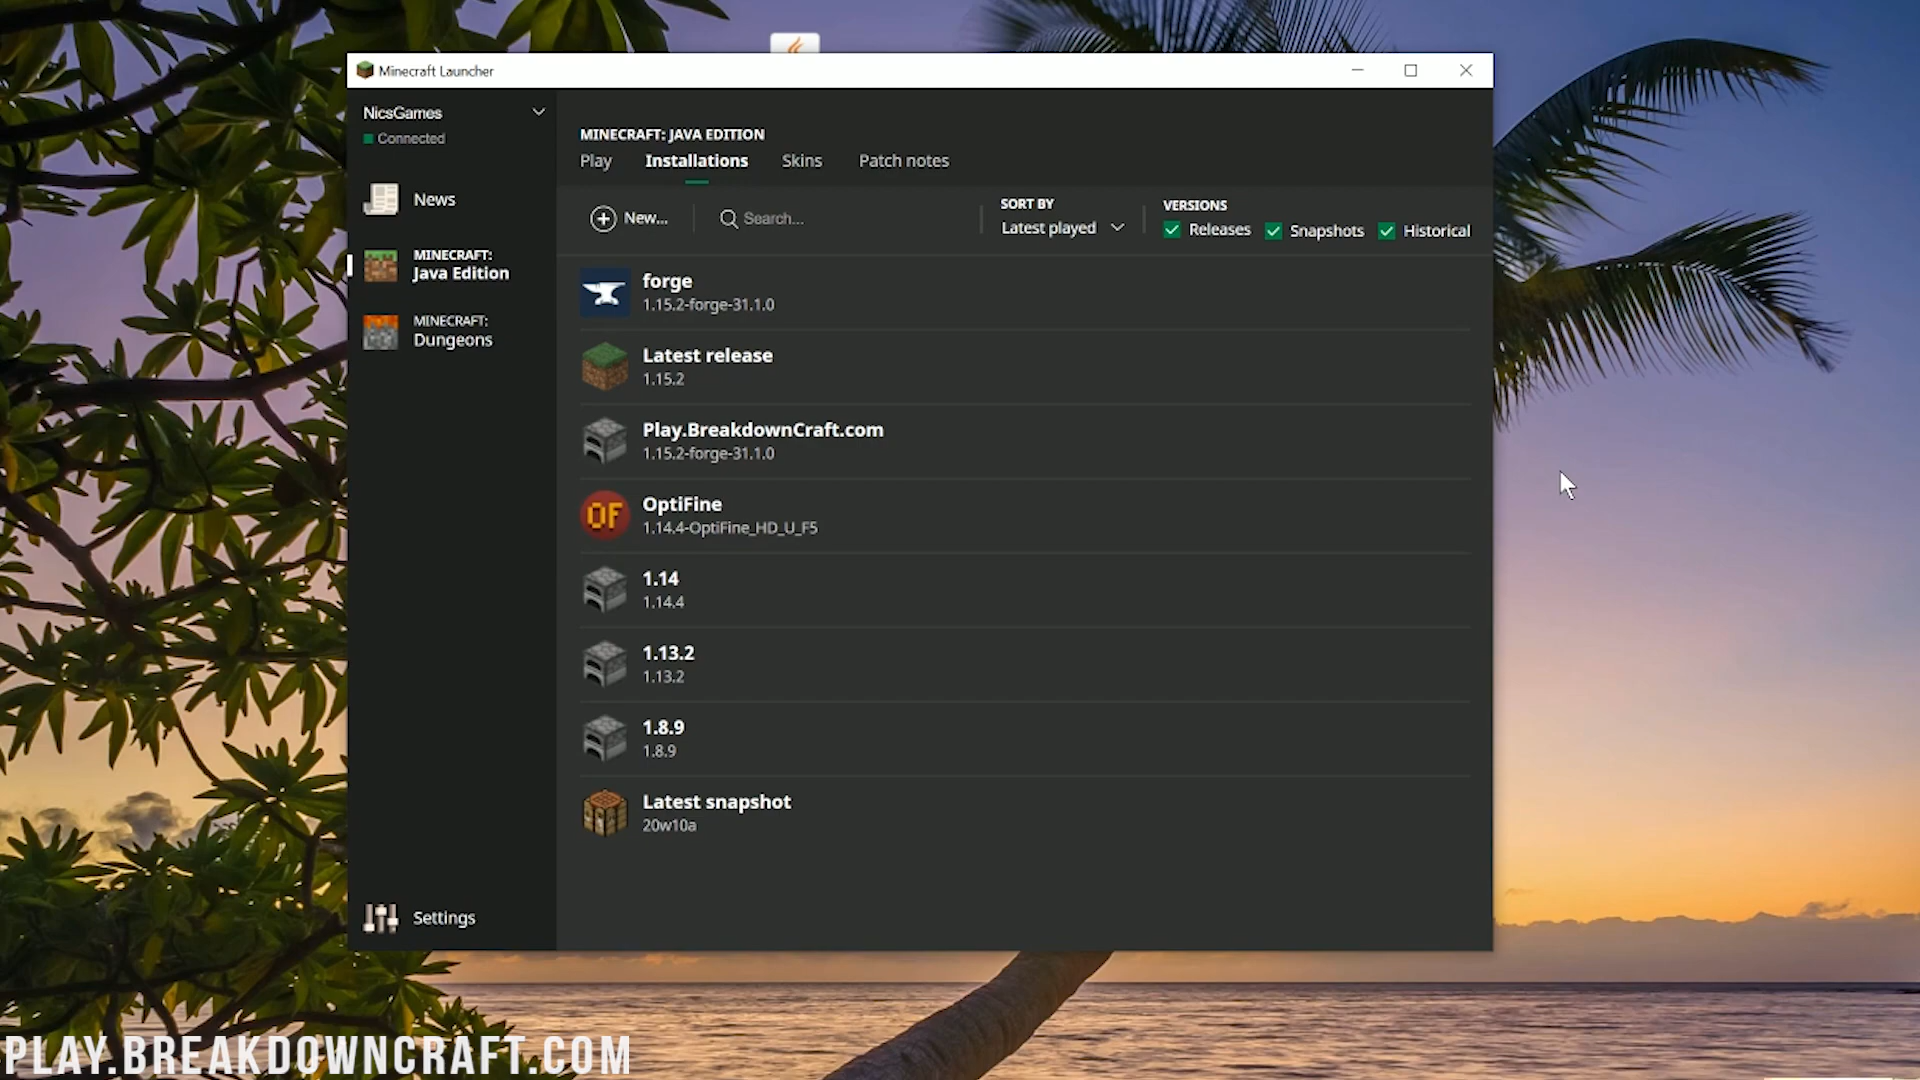 Minecraft Launcher
NicsGames
Connected
News
MINECRAFT:
Java Edition
MINECRAFT:
Dungeons
Settings
MINECRAFT: JAVA EDITION
Play Installations Skins Patch notes
New... Search...
SORT BY
Latest played
VERSIONS
Releases Snapshots Historical
forge
1.15.2-forge-31.1.0
Latest release
1.15.2
Play.BreakdownCraft.com
1.15.2-forge-31.1.0
OF
OptiFine
1.14.4-OptiFine_HD_U_F5
1.14
1.14.4
1.13.2
1.13.2
1.8.9
1.8.9
Latest snapshot
20w10a
PLAY.BREAKDOWNCRAFT.COM